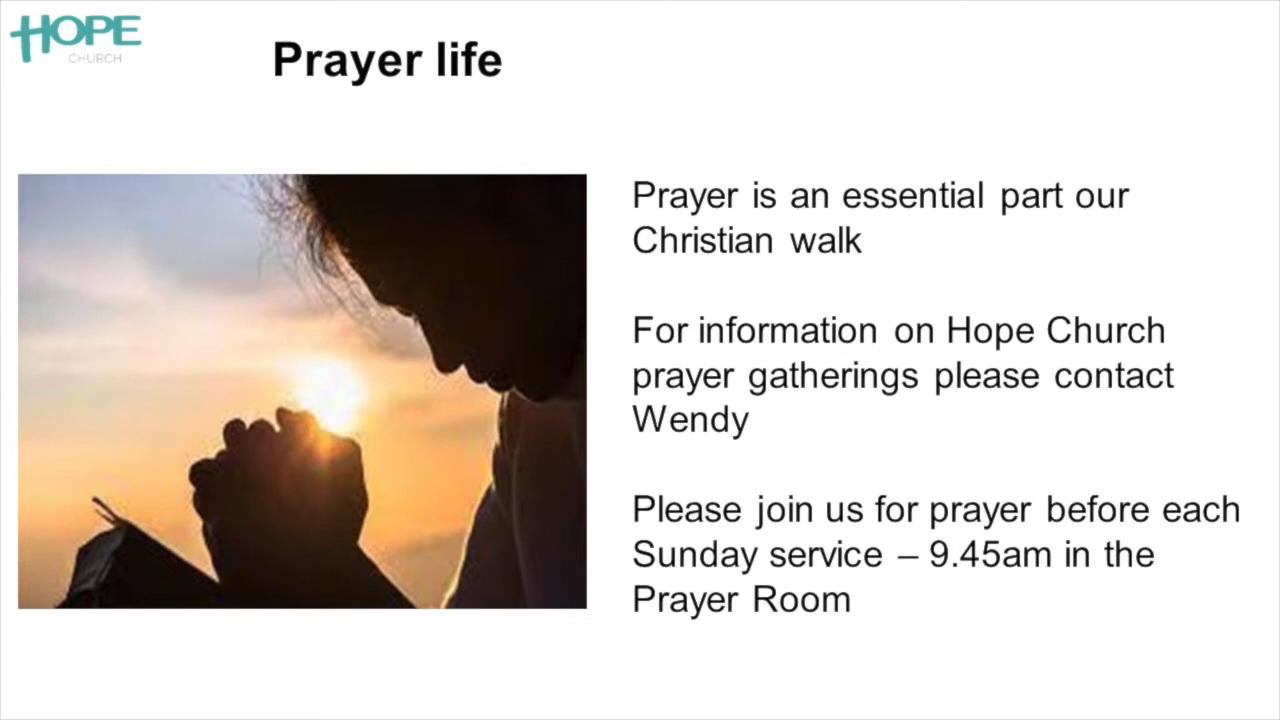 HOPE
CHURCH
Prayer life
Prayer is an essential part our
Christian walk
For information on Hope Church
prayer gatherings please contact
Wendy
Please join us for prayer before each
Sunday service – 9.45am in the
Prayer Room